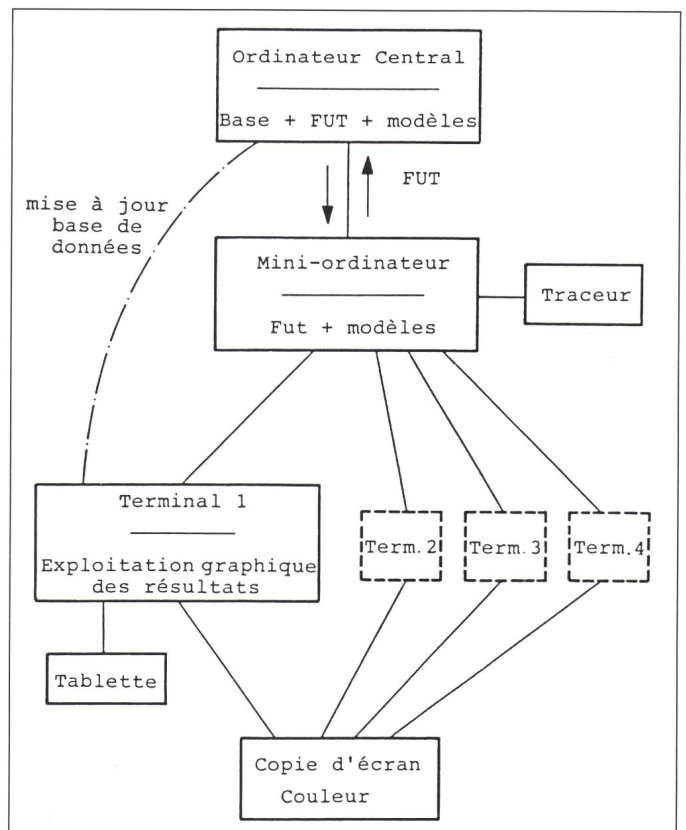 Ordinateur Central
Base + FUT + modèles
FUT
mise à jour
base de
données
Mini-ordinateur
Fut + modèles
Traceur
Terminal 1
Exploitation graphique
des résultats
Term.2
Term.3
Term.4
Tablette
Copie d'écran
Couleur